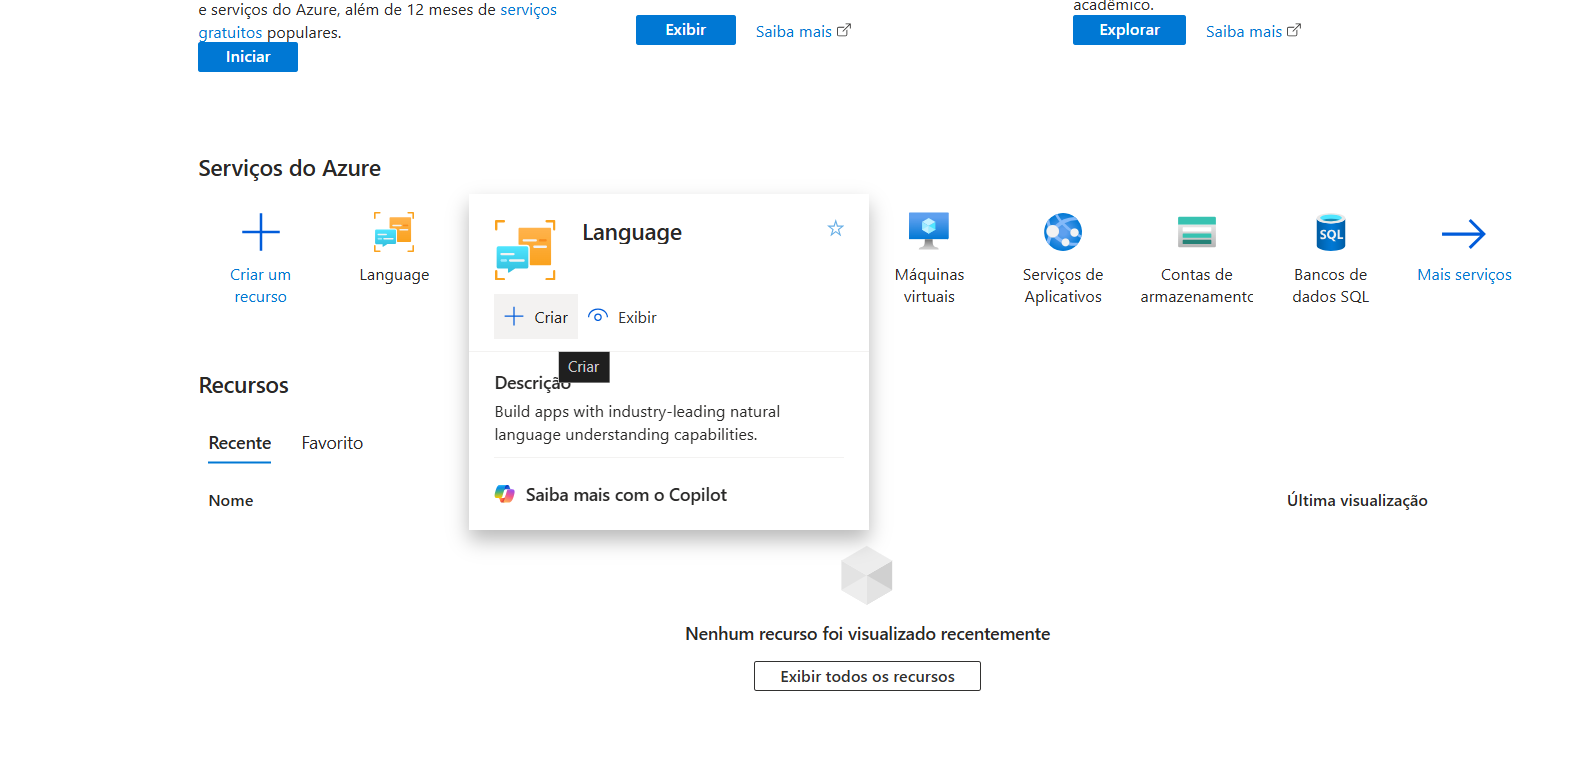 e serviços do Azure, além de 12 meses de serviços
gratuitos populares.
Iniciar
Exibir
Saiba mais
acadêmico.
Explorar
Saiba mais
Serviços do Azure
Criar um
recurso
Language
Language
Criar
Exibir
Criar
Descrição
Build apps with industry-leading natural
language understanding capabilities.
Saiba mais com o Copilot
Máquinas
virtuais
Serviços de
Aplicativos
Contas de
armazenamento
SQL
Bancos de
dados SQL
Mais serviços
Recursos
Recente
Favorito
Nome
Última visualização
Nenhum recurso foi visualizado recentemente
Exibir todos os recursos